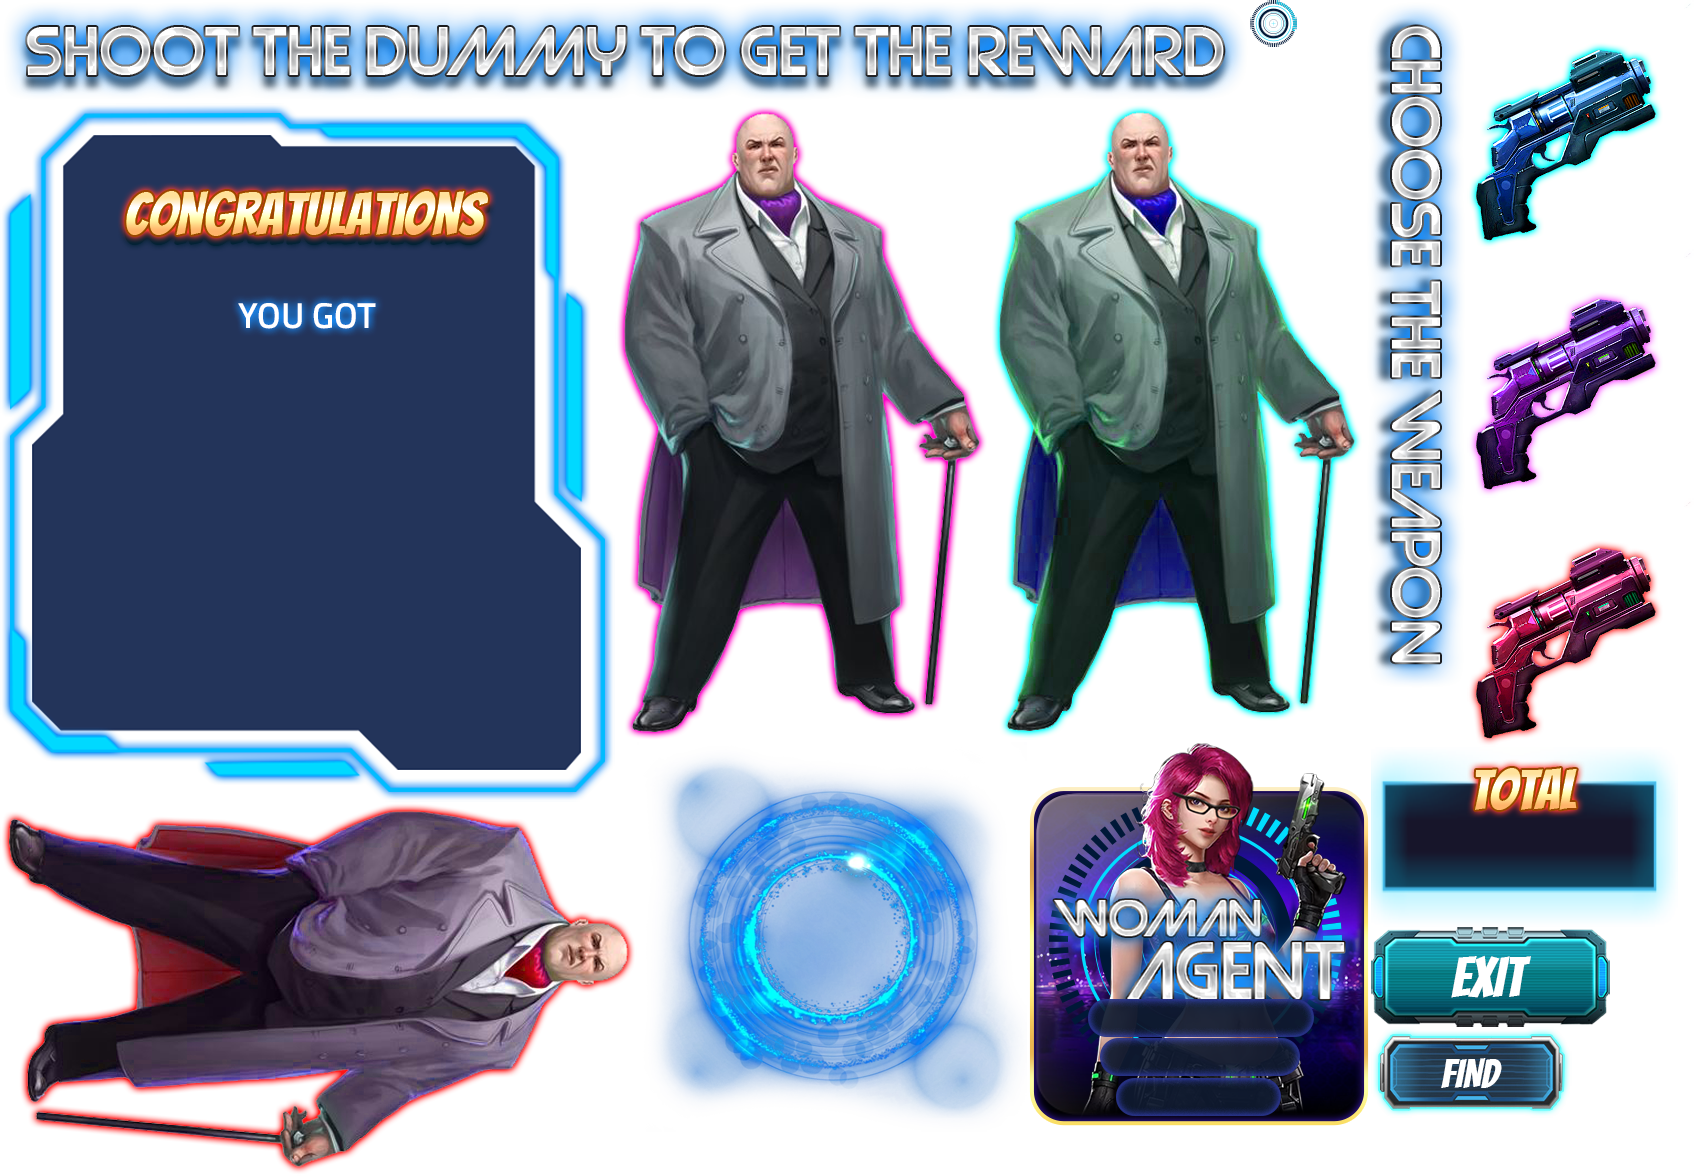 SHOOT THE DUMMY TO GET THE REWARD
CHOOSE THE WEAPON
CONGRATULATIONS
YOU GOT
WOMAN
AGENT
TOTAL
EXIT
FIND